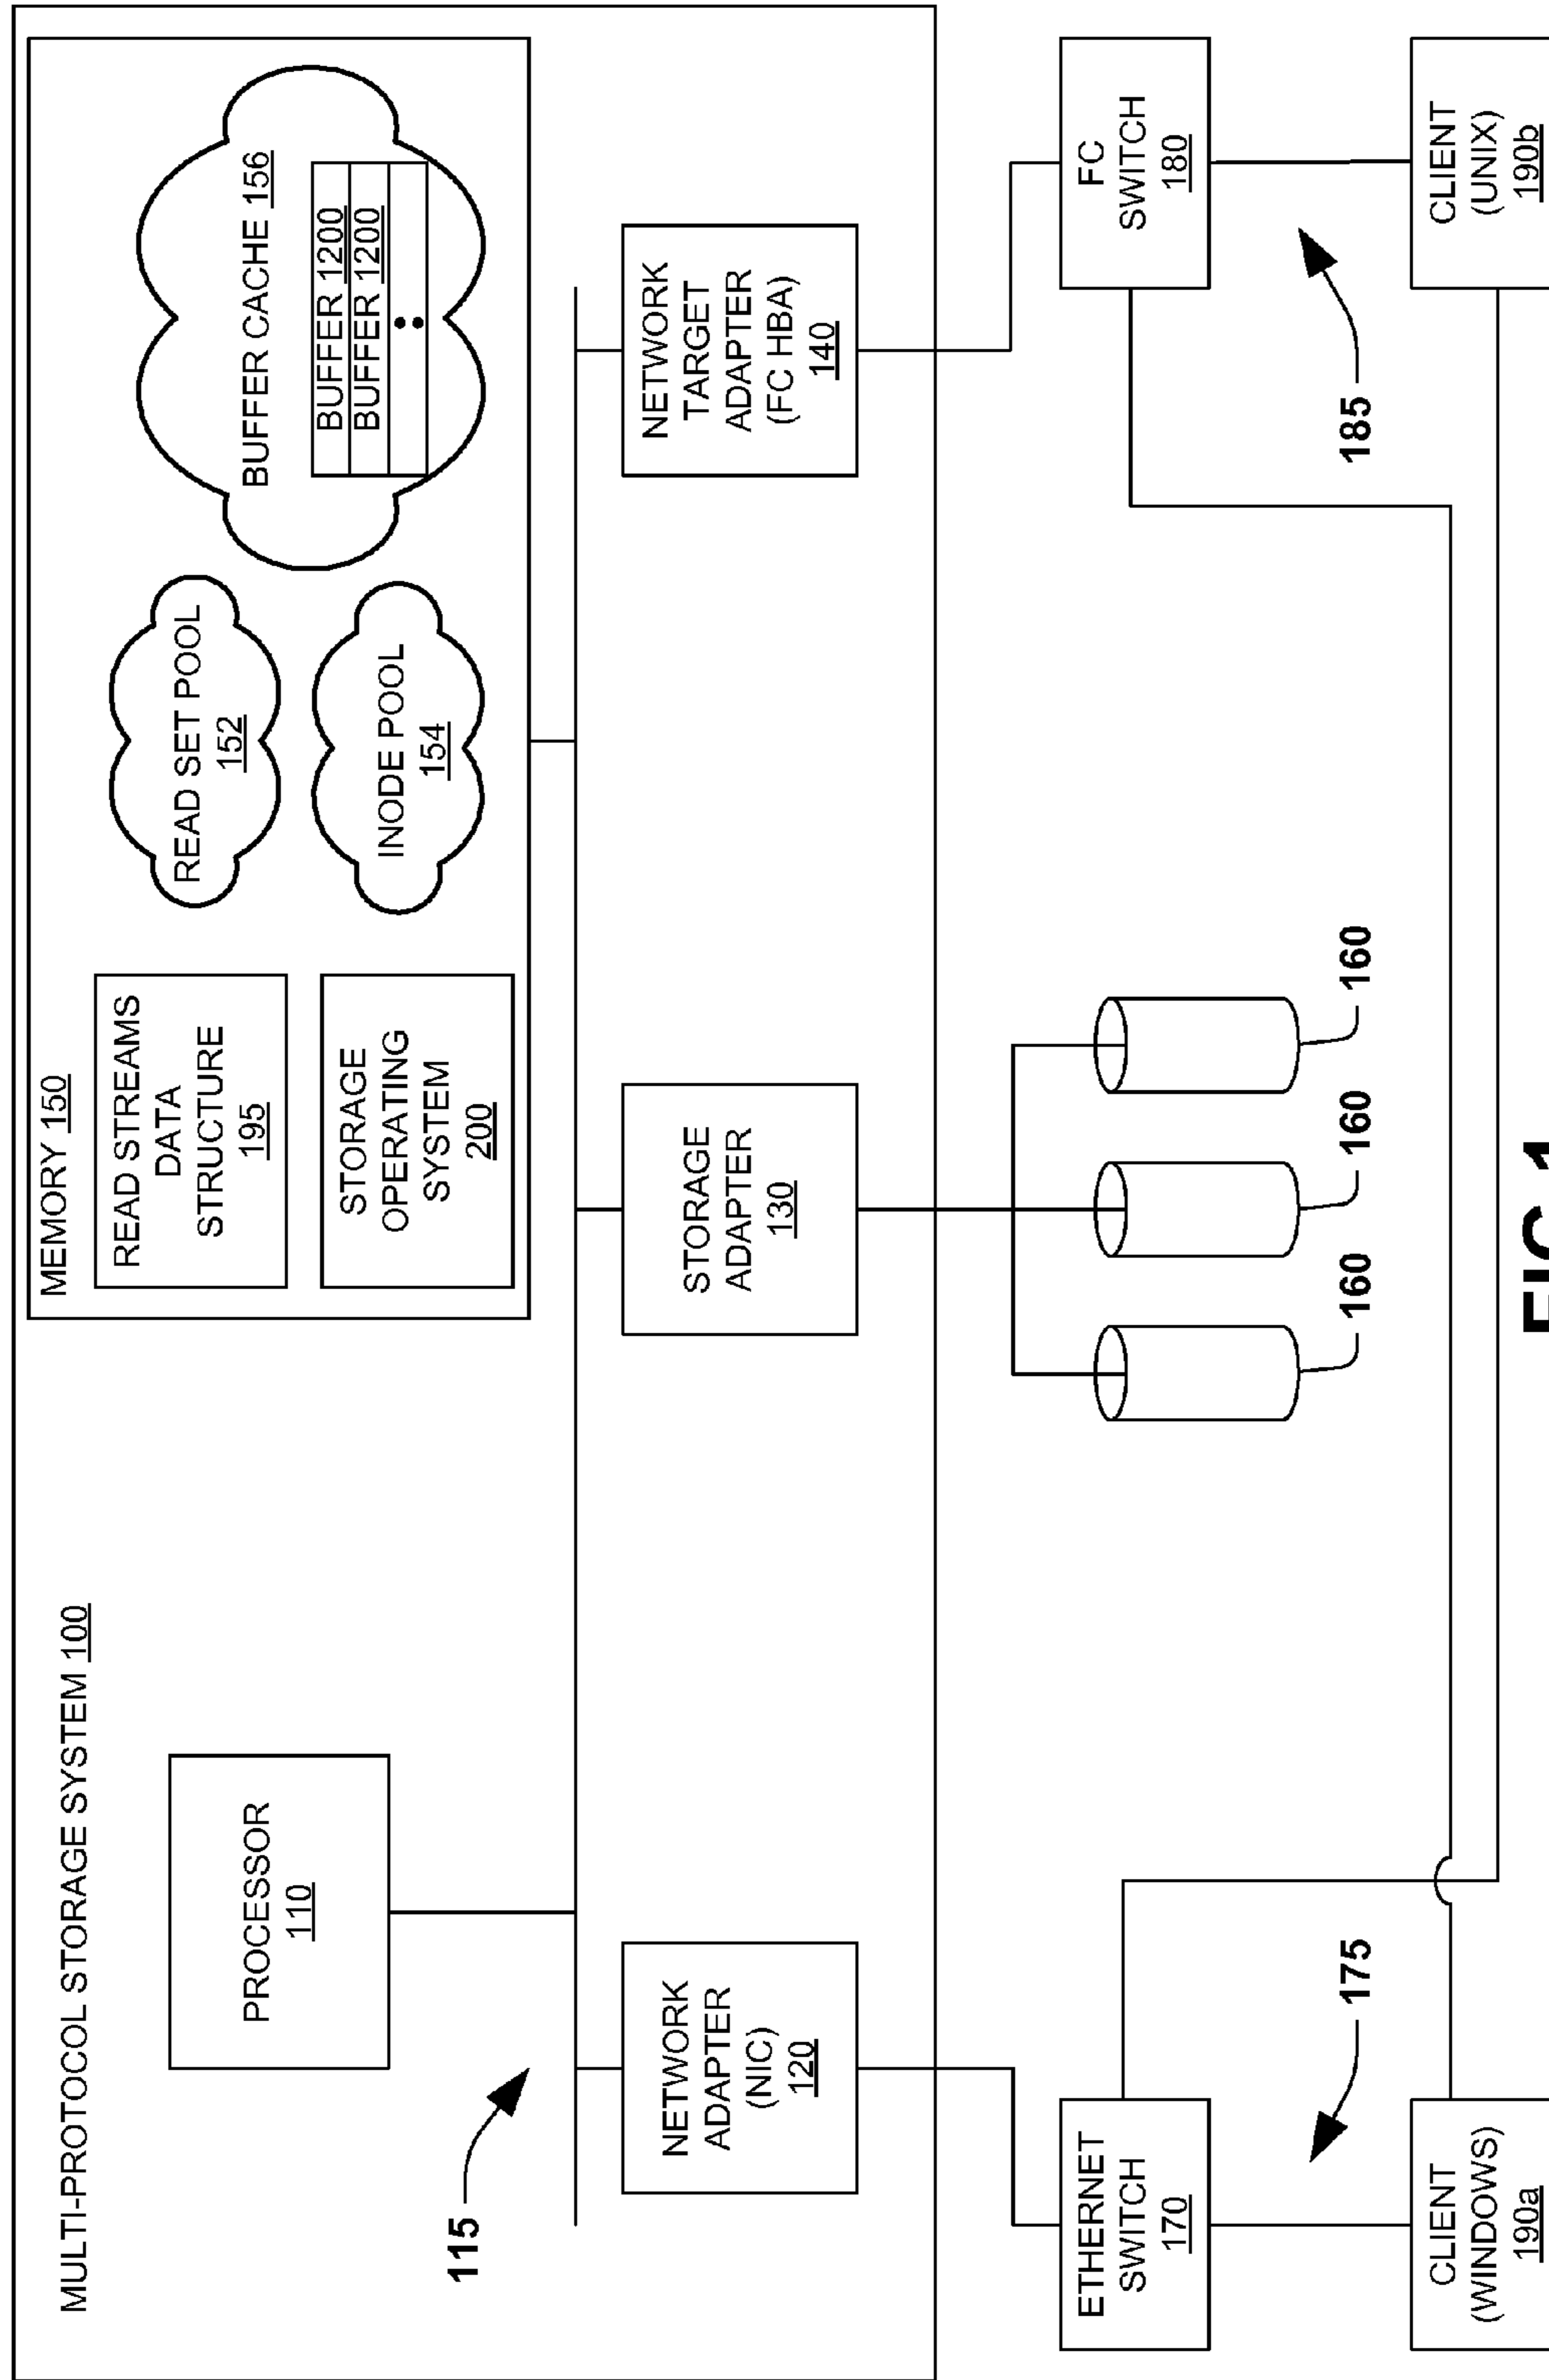 MULTI-PROTOCOL STORAGE SYSTEM 100
PROCESSOR
110
115
MEMORY 150
READ STREAMS
DATA
STRUCTURE
195
STORAGE
OPERATING
SYSTEM
200
READ SET POOL
152
INODE POOL
154
BUFFER CACHE 156
BUFFER 1200
BUFFER 1200
NETWORK
ADAPTER
(NIC)
120
STORAGE
ADAPTER
130
NETWORK
TARGET
ADAPTER
(FC HBA)
140
160
160
160
ETHERNET
SWITCH
170
175
FC
SWITCH
180
185
CLIENT
(WINDOWS)
190a
CLIENT
(UNIX)
190b
FIG 1